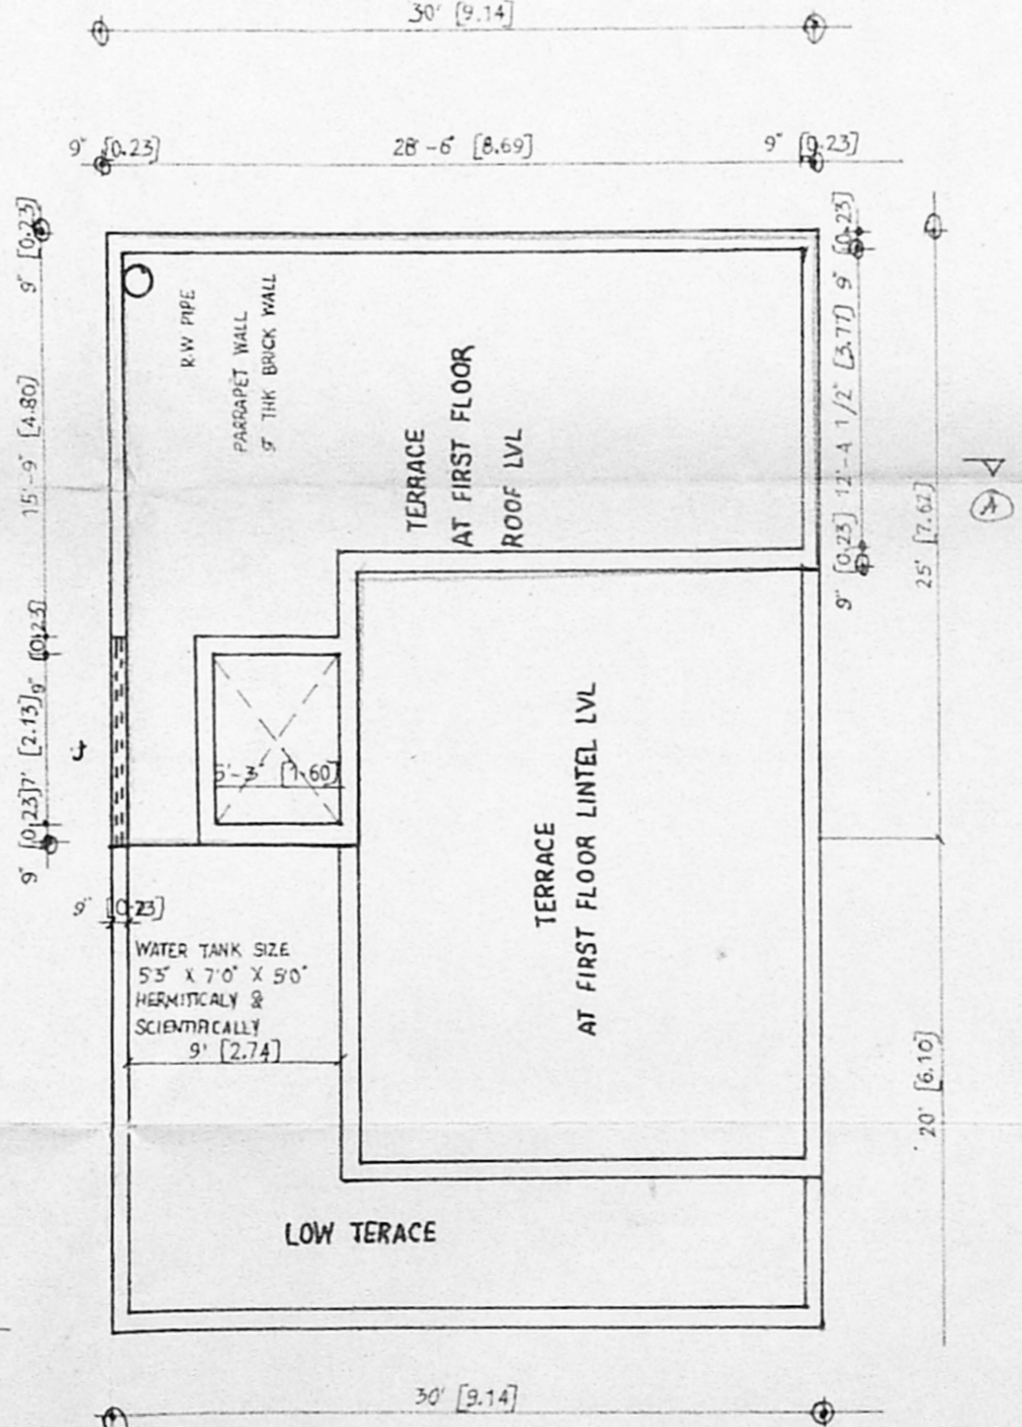 30' [9.14]
9" [0.23]
28'-6" [8.69]
9" [0.23]
9" [0.23]
15'-9" [4.80]
9" [0.23]
7' [2.13]
9" [0.23]
R.W PIPE
PARRAPET WALL
9" THK BRICK WALL
TERRACE
AT FIRST FLOOR
ROOF LVL
9" [0.23]
12'-4 1/2" [3.77]
9" [0.23]
25' [7.62]
A
5'-3" [1.60]
TERRACE
AT FIRST FLOOR LINTEL LVL
9" [0.23]
WATER TANK SIZE
5'3" X 7'0" X 5'0"
HERMITICALY &
SCIENTIFICALLY
9' [2.74]
20' [6.10]
LOW TERACE
30' [9.14]